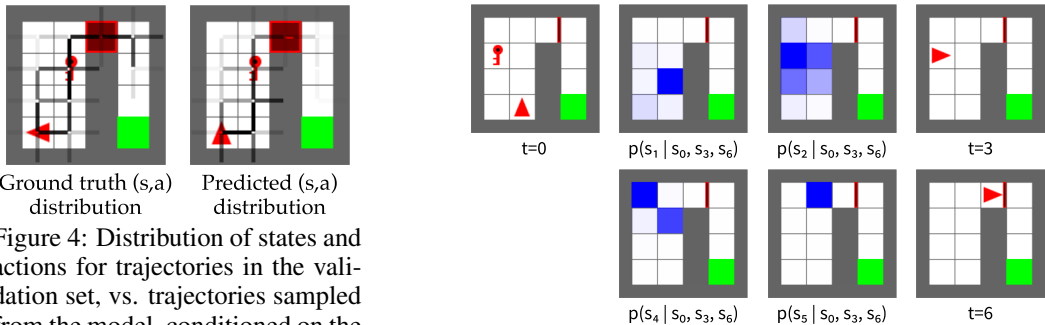 Ground truth (s,a)
distribution
Predicted (s,a)
distribution
Figure 4: Distribution of states and
actions for trajectories in the vali-
dation set, vs. trajectories sampled
from the model, conditioned on the
t=0
p(s₁ | s₀, s₃, s₆)
p(s₂ | s₀, s₃, s₆)
t=3
p(s₄ | s₀, s₃, s₆)
p(s₅ | s₀, s₃, s₆)
t=6